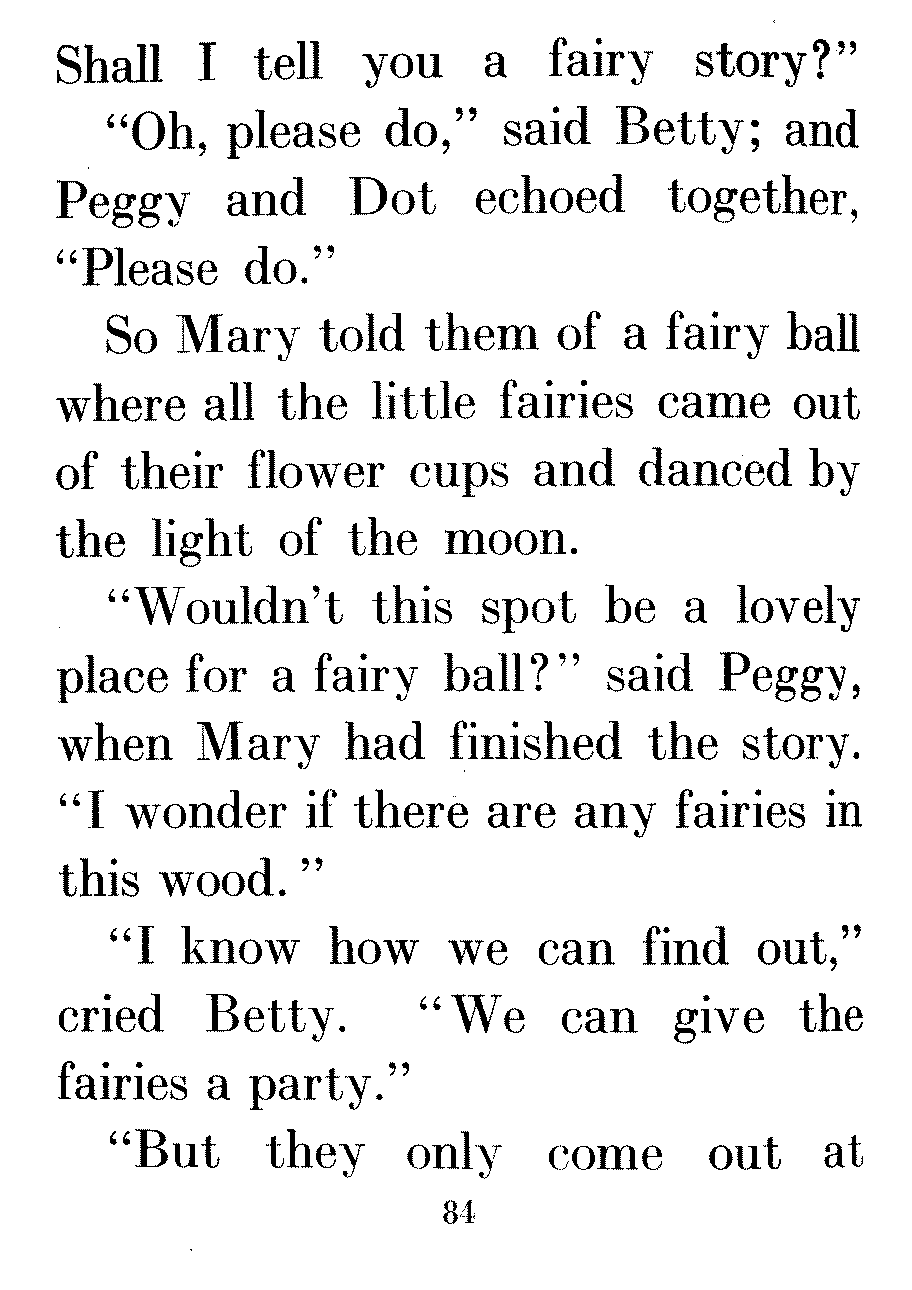 Shall I tell you a fairy story?”
“Oh, please do,” said Betty; and
Peggy and Dot echoed together,
“Please do.”
So Mary told them of a fairy ball
where all the little fairies came out
of their flower cups and danced by
the light of the moon.
“Wouldn’t this spot be a lovely
place for a fairy ball?” said Peggy,
when Mary had finished the story.
“I wonder if there are any fairies in
this wood.”
“I know how we can find out,”
cried Betty. “We can give the
fairies a party.”
“But they only come out at
84